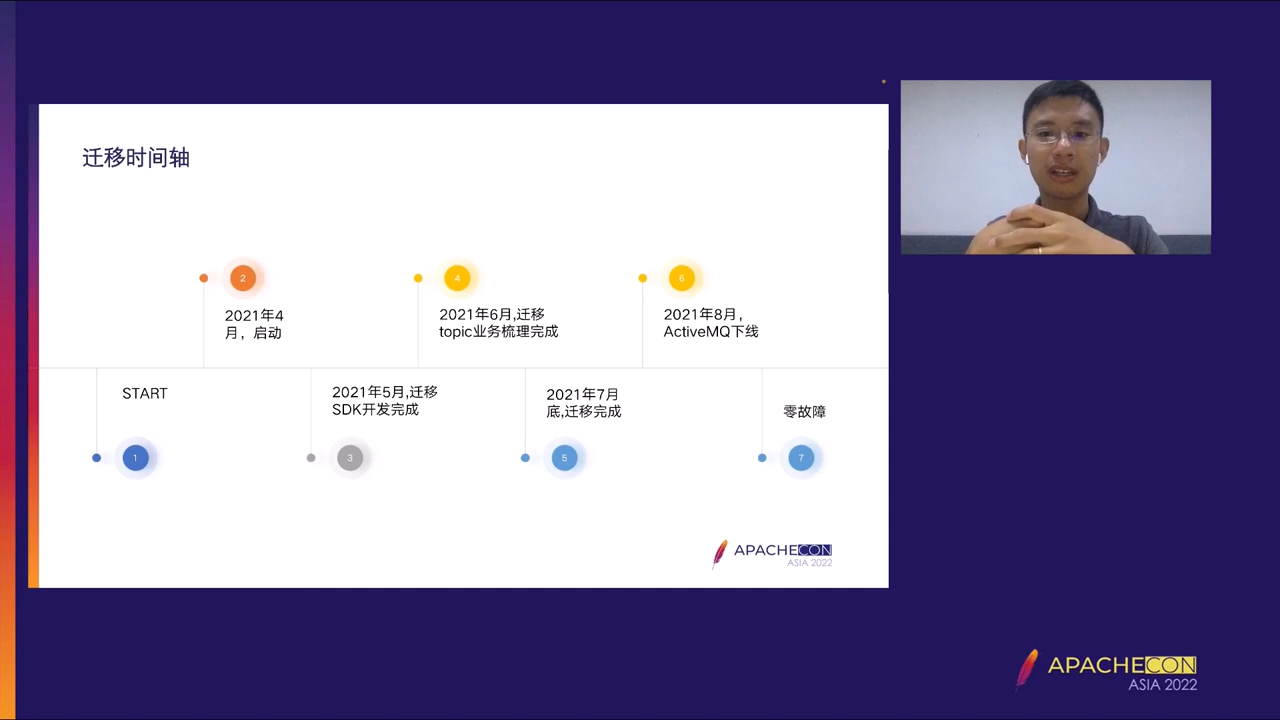 迁移时间轴
START
1
2
2021年4
月，启动
2021年5月,迁移
SDK开发完成
3
4
2021年6月,迁移
topic业务梳理完成
2021年7月
底,迁移完成
5
6
2021年8月，
ActiveMQ下线
零故障
7
APACHECON
ASIA 2022
APACHECON
ASIA 2022